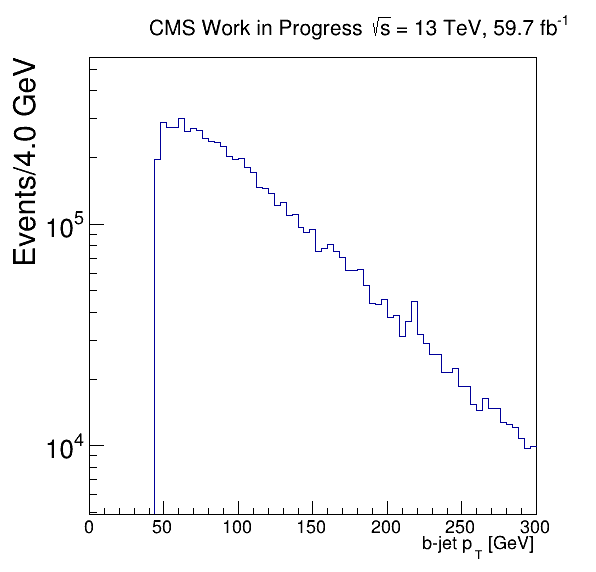 CMS Work in Progress √s = 13 TeV, 59.7 fb⁻¹
Events/4.0 GeV
10⁵
10⁴
0 50 100 150 200 250 300
b-jet p_T [GeV]